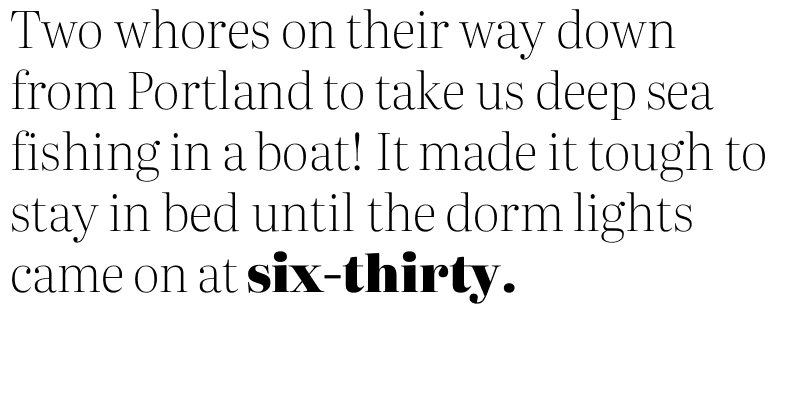 Two whores on their way down
from Portland to take us deep sea
fishing in a boat! It made it tough to
stay in bed until the dorm lights
came on at six-thirty.